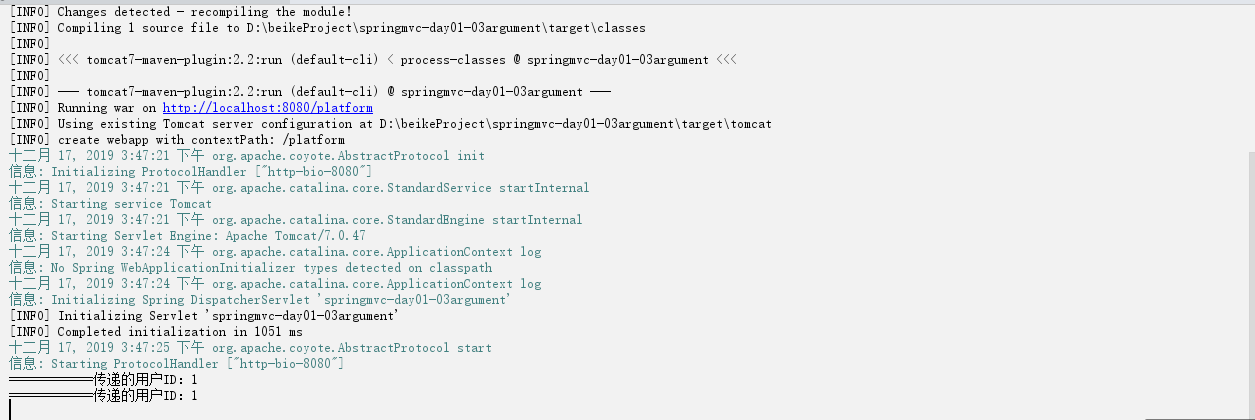 [INFO] Changes detected - recompiling the module!
[INFO] Compiling 1 source file to D:\beikeProject\springmvc-day01-03argument\target\classes
[INFO]
[INFO] <<< tomcat7-maven-plugin:2.2:run (default-cli) < process-classes @ springmvc-day01-03argument <<<
[INFO]
[INFO] --- tomcat7-maven-plugin:2.2:run (default-cli) @ springmvc-day01-03argument ---
[INFO] Running war on http://localhost:8080/platform
[INFO] Using existing Tomcat server configuration at D:\beikeProject\springmvc-day01-03argument\target\tomcat
[INFO] create webapp with contextPath: /platform
十二月 17, 2019 3:47:21 下午 org.apache.coyote.AbstractProtocol init
信息: Initializing ProtocolHandler ["http-bio-8080"]
十二月 17, 2019 3:47:21 下午 org.apache.catalina.core.StandardService startInternal
信息: Starting service Tomcat
十二月 17, 2019 3:47:21 下午 org.apache.catalina.core.StandardEngine startInternal
信息: Starting Servlet Engine: Apache Tomcat/7.0.47
十二月 17, 2019 3:47:24 下午 org.apache.catalina.core.ApplicationContext log
信息: No Spring WebApplicationInitializer types detected on classpath
十二月 17, 2019 3:47:24 下午 org.apache.catalina.core.ApplicationContext log
信息: Initializing Spring DispatcherServlet 'springmvc-day01-03argument'
[INFO] Initializing Servlet 'springmvc-day01-03argument'
[INFO] Completed initialization in 1051 ms
十二月 17, 2019 3:47:25 下午 org.apache.coyote.AbstractProtocol start
信息: Starting ProtocolHandler ["http-bio-8080"]
============传递的用户ID：1
============传递的用户ID：1